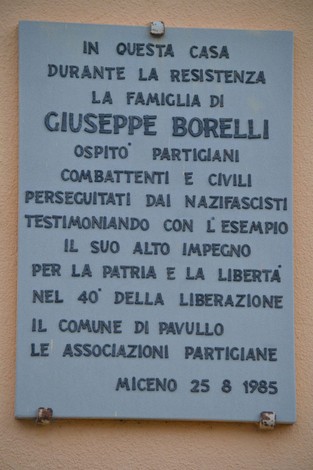 IN QUESTA CASA
DURANTE LA RESISTENZA
LA FAMIGLIA DI
GIUSEPPE BORELLI
OSPITO' PARTIGIANI
COMBATTENTI E CIVILI
PERSEGUITATI DAI NAZIFASCISTI
TESTIMONIANDO CON L'ESEMPIO
IL SUO ALTO IMPEGNO
PER LA PATRIA E LA LIBERTA'
NEL 40° DELLA LIBERAZIONE
IL COMUNE DI PAVULLO
LE ASSOCIAZIONI PARTIGIANE
MICENO 25 8 1985